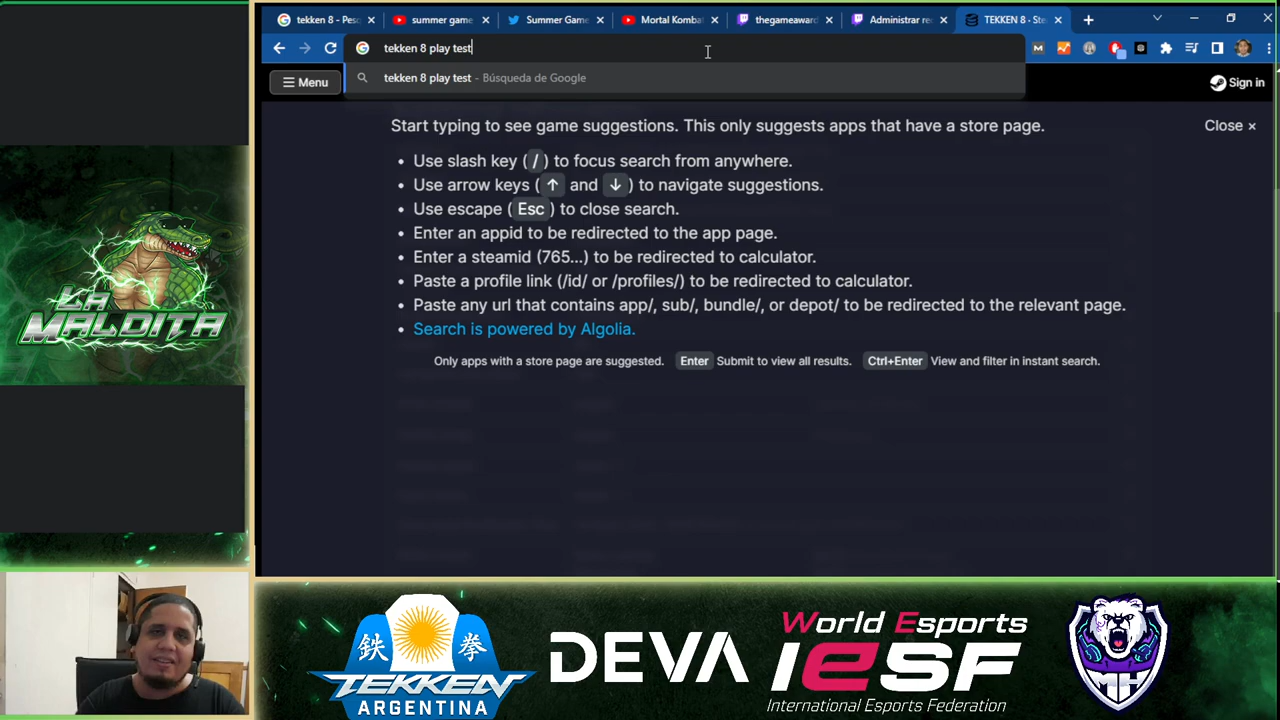 tekken 8 - Pesc
summer game
Summer Game
Mortal Kombat
thegameaward
Administrar re
TEKKEN 8 - Ste
tekken 8 play test
tekken 8 play test - Búsqueda de Google
Menu
Sign in
Start typing to see game suggestions. This only suggests apps that have a store page.
Close ×
• Use slash key ( / ) to focus search from anywhere.
• Use arrow keys ( ↑ and ↓ ) to navigate suggestions.
• Use escape ( Esc ) to close search.
• Enter an appid to be redirected to the app page.
• Enter a steamid (765...) to be redirected to calculator.
• Paste a profile link (/id/ or /profiles/) to be redirected to calculator.
• Paste any url that contains app/, sub/, bundle/, or depot/ to be redirected to the relevant page.
• Search is powered by Algolia.
Only apps with a store page are suggested. Enter Submit to view all results. Ctrl+Enter View and filter in instant search.
LA
MALDITA
鉄 拳
TEKKEN
ARGENTINA
DEVA
World Esports
IESF
International Esports Federation
MH